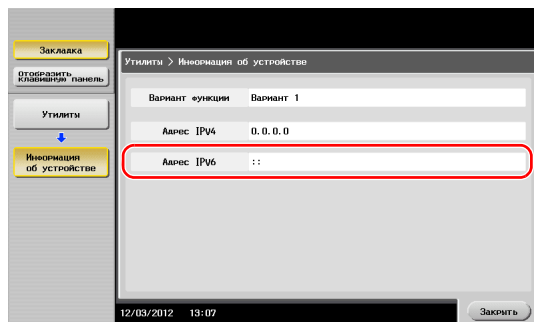 Закладка
Отобразить
клавишную панель
Утилиты
Информация
об устройстве
Утилиты > Информация об устройстве
Вариант функции Вариант 1
Адрес IPv4 0.0.0.0
Адрес IPv6 ::
12/03/2012 13:07
Закрыть